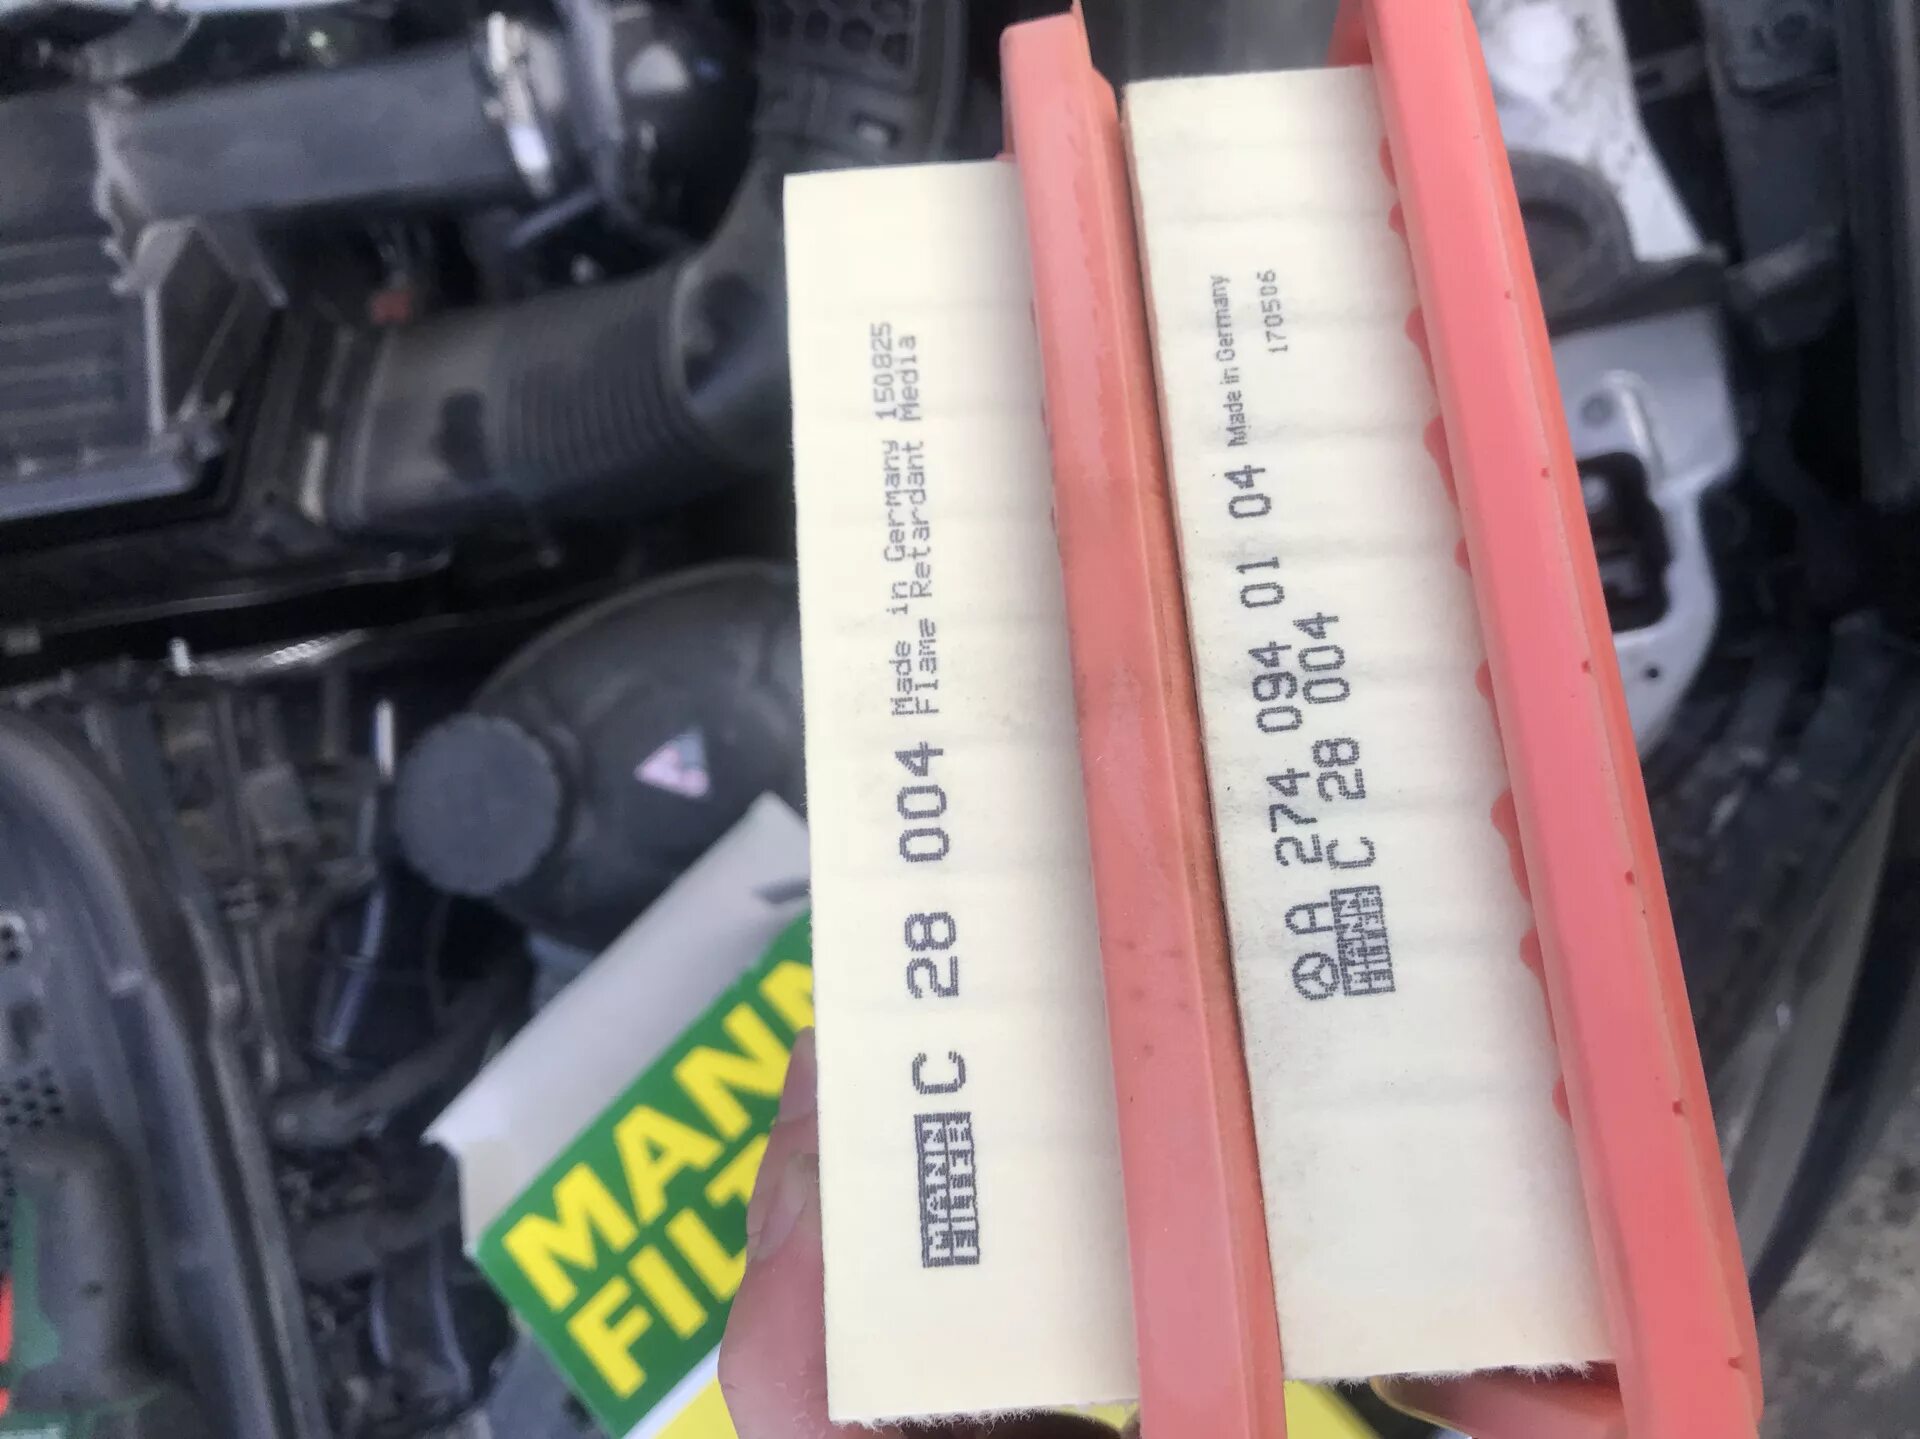 MANN FILTER C 28 004 Made in Germany 150825
Flame Retardant Media
A 274 094 01 04 Made in Germany
MANN FILTER C 28 004 170506
MANN